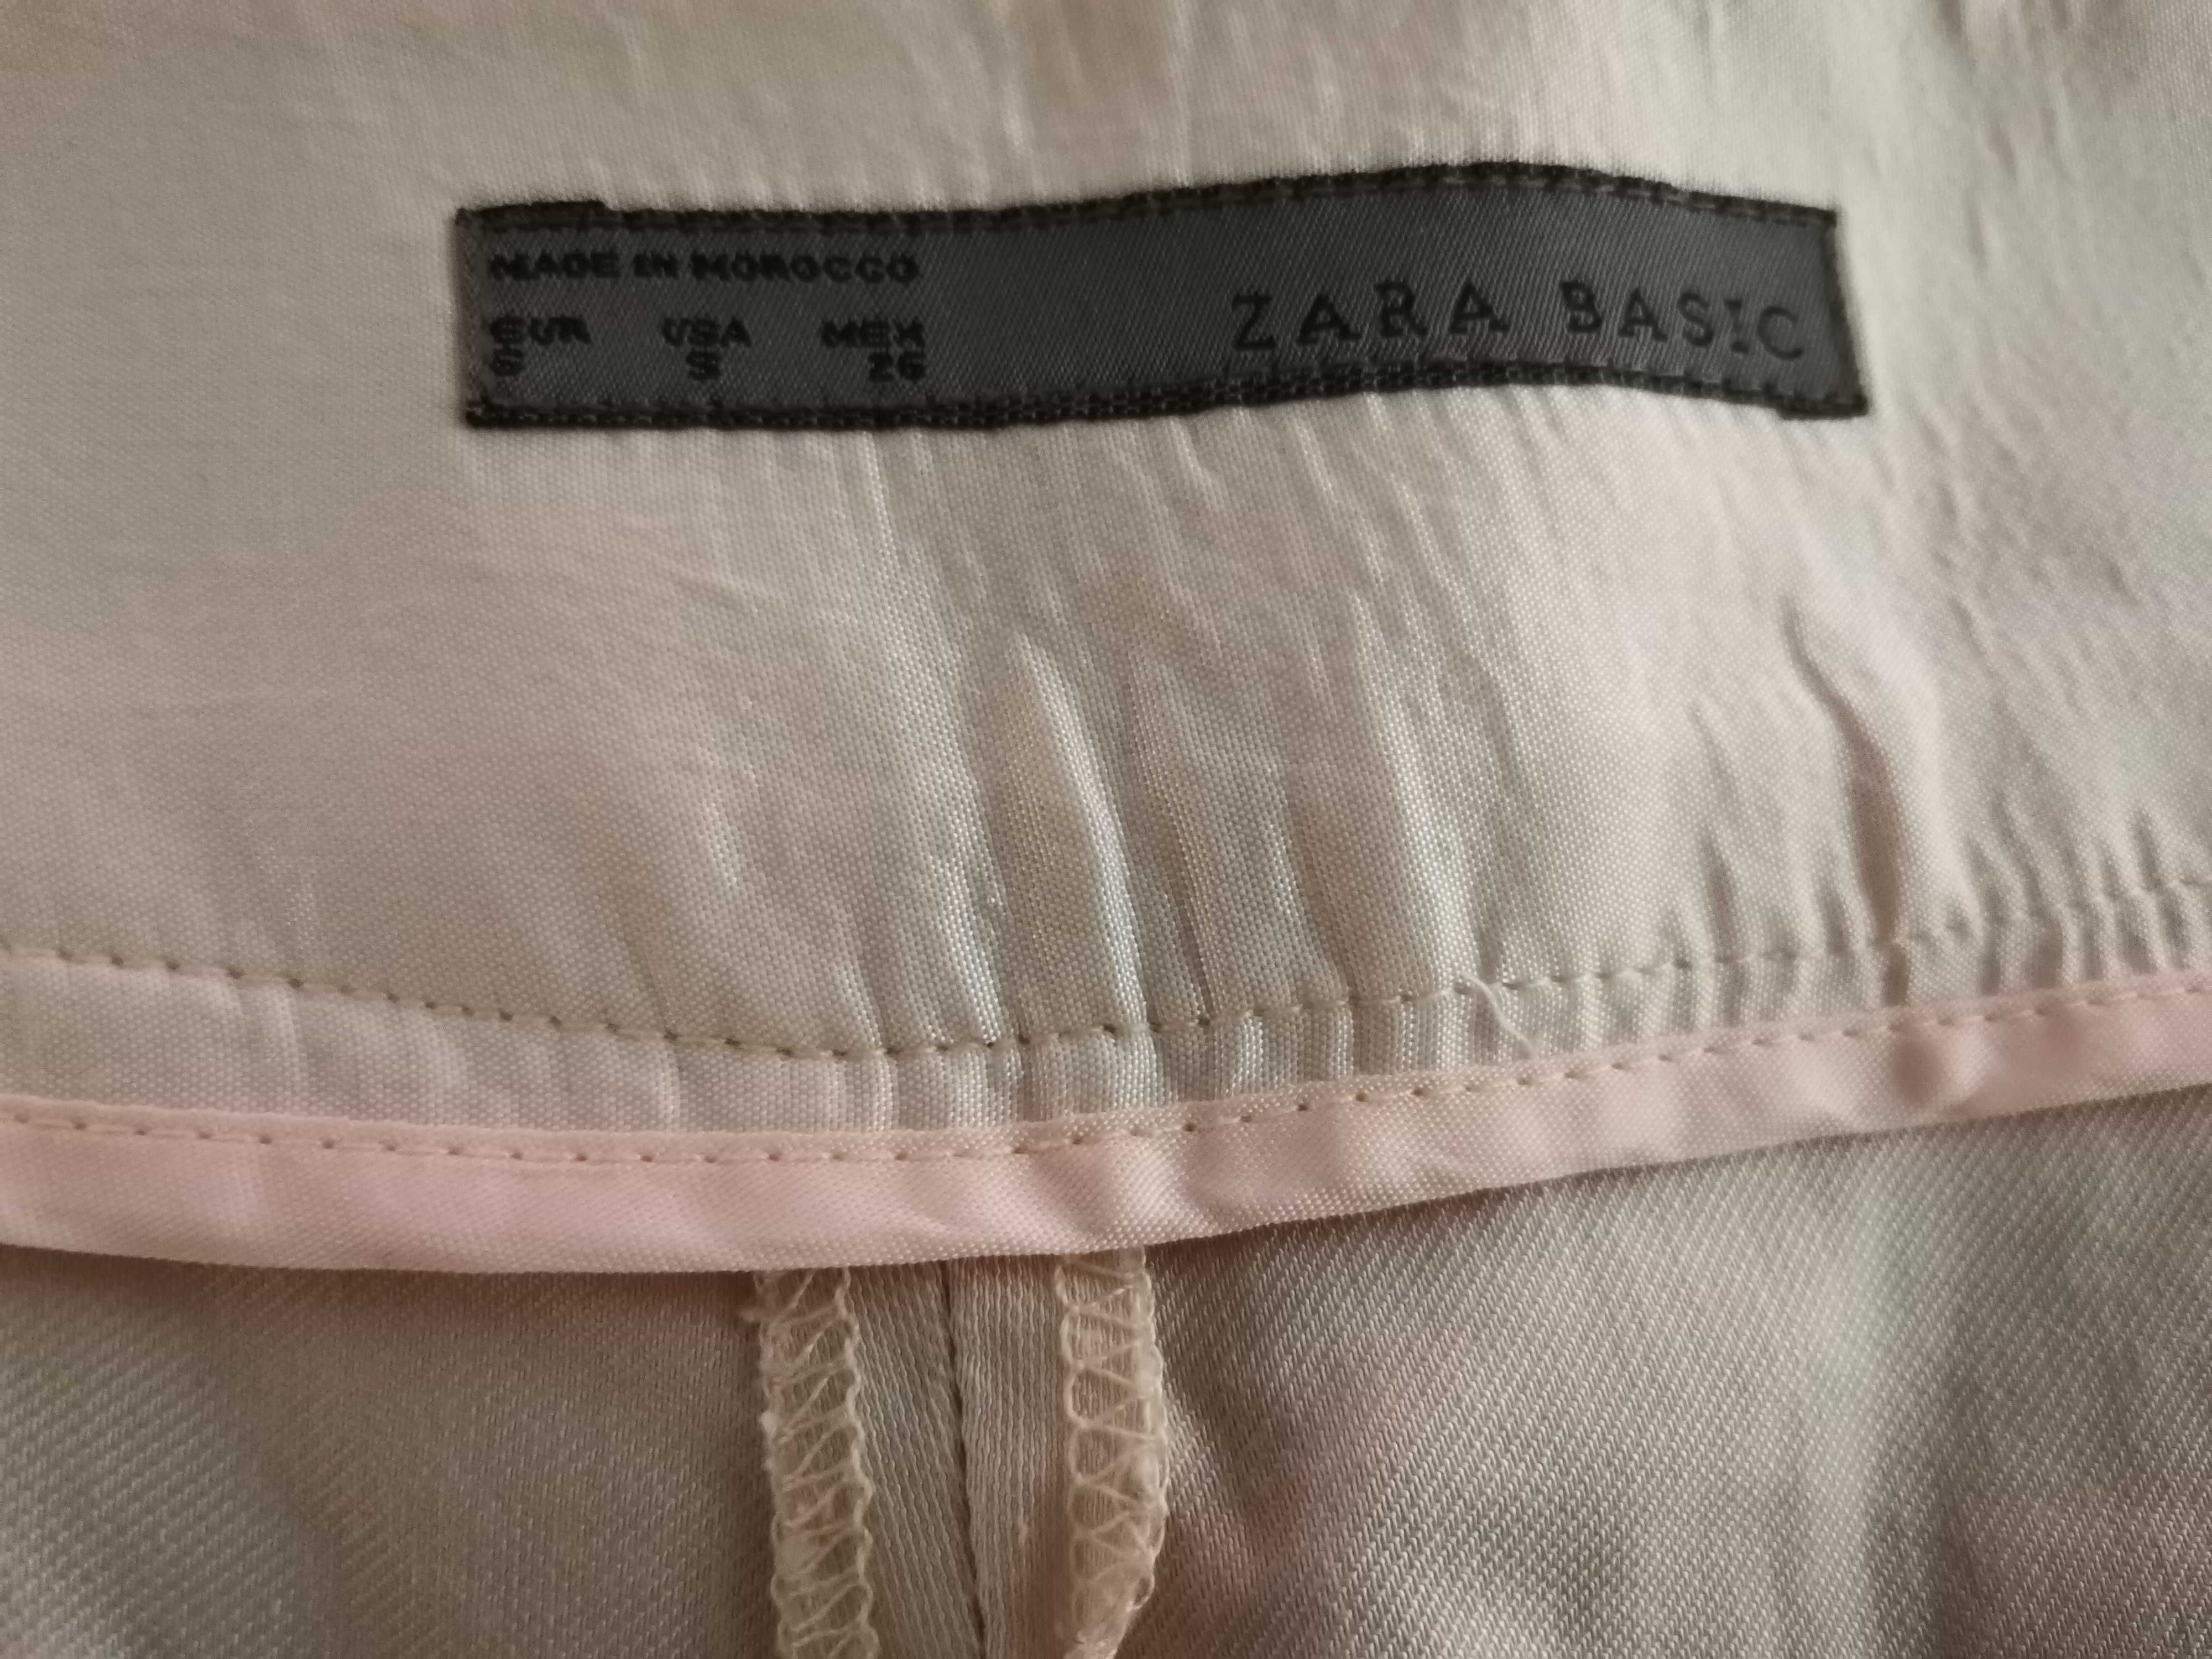 MADE IN MOROCCO
EUR USA MEX
S S 26
ZARA BASIC